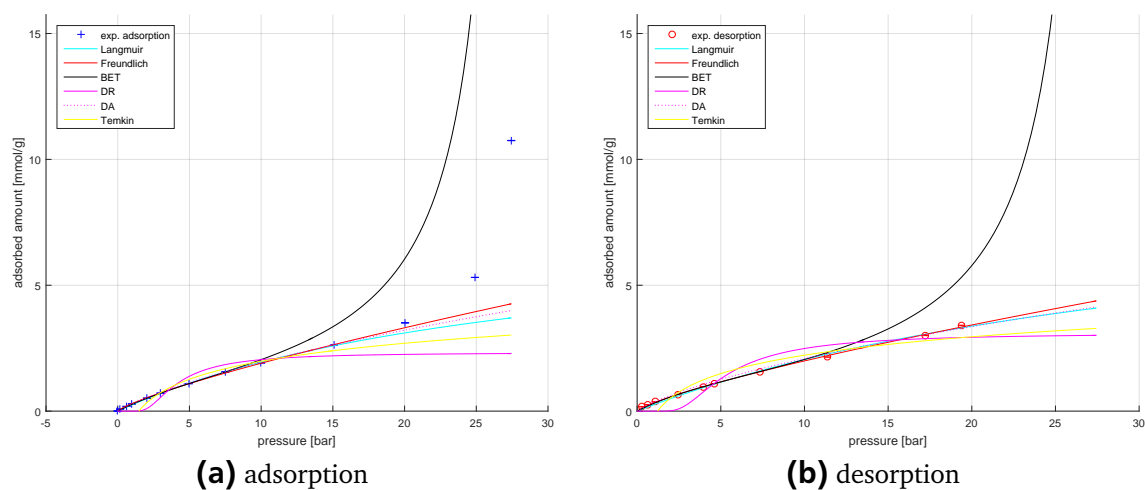 15
10
5
0
adsorbed amount [mmol/g]
exp. adsorption
Langmuir
Freundlich
BET
DR
DA
Temkin
-5 0 5 10 15 20 25 30
pressure [bar]
(a) adsorption
15
10
5
0
adsorbed amount [mmol/g]
exp. desorption
Langmuir
Freundlich
BET
DR
DA
Temkin
0 5 10 15 20 25 30
pressure [bar]
(b) desorption